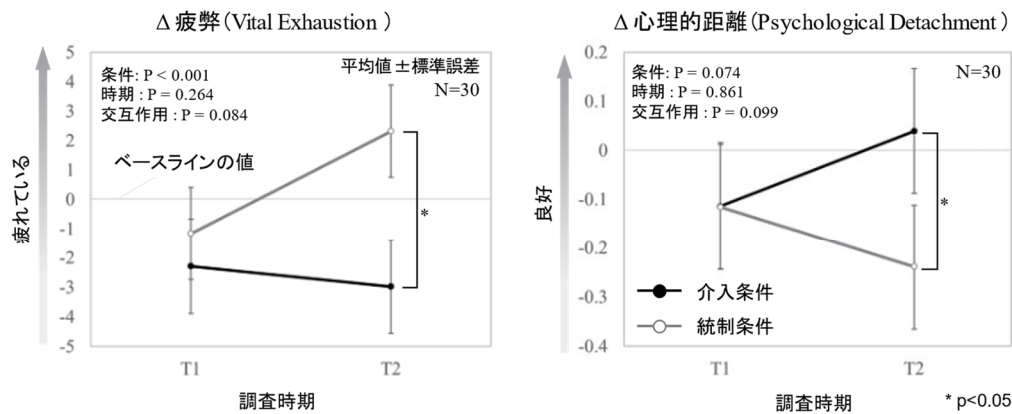 Δ 疲弊（Vital Exhaustion）
5
4
3
2
1
0
-1
-2
-3
-4
-5
疲れている
条件: P < 0.001
時期 : P = 0.264
交互作用 : P = 0.084
平均値 ± 標準誤差
N=30
ベースラインの値
*
T1
T2
調査時期
Δ 心理的距離（Psychological Detachment）
0.2
0.1
0
-0.1
-0.2
-0.3
-0.4
良好
条件: P = 0.074
時期 : P = 0.861
交互作用 : P = 0.099
N=30
*
介入条件
統制条件
T1
T2
調査時期
* p<0.05